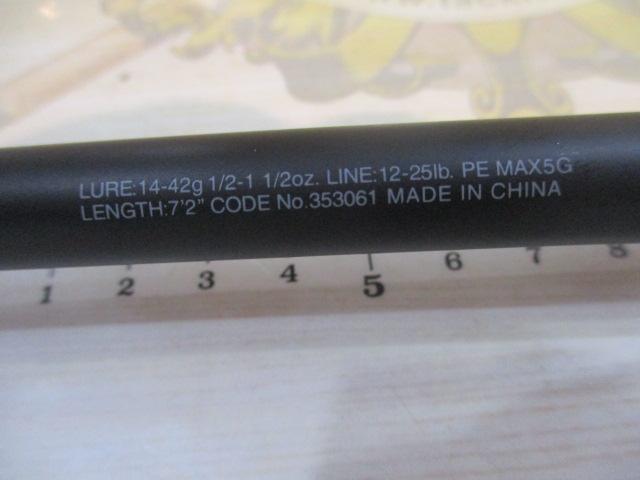 LURE:14-42g 1/2-1 1/2oz. LINE:12-25lb. PE MAX5G
LENGTH:7'2" CODE No.353061 MADE IN CHINA
1 2 3 4 5 6 7 8